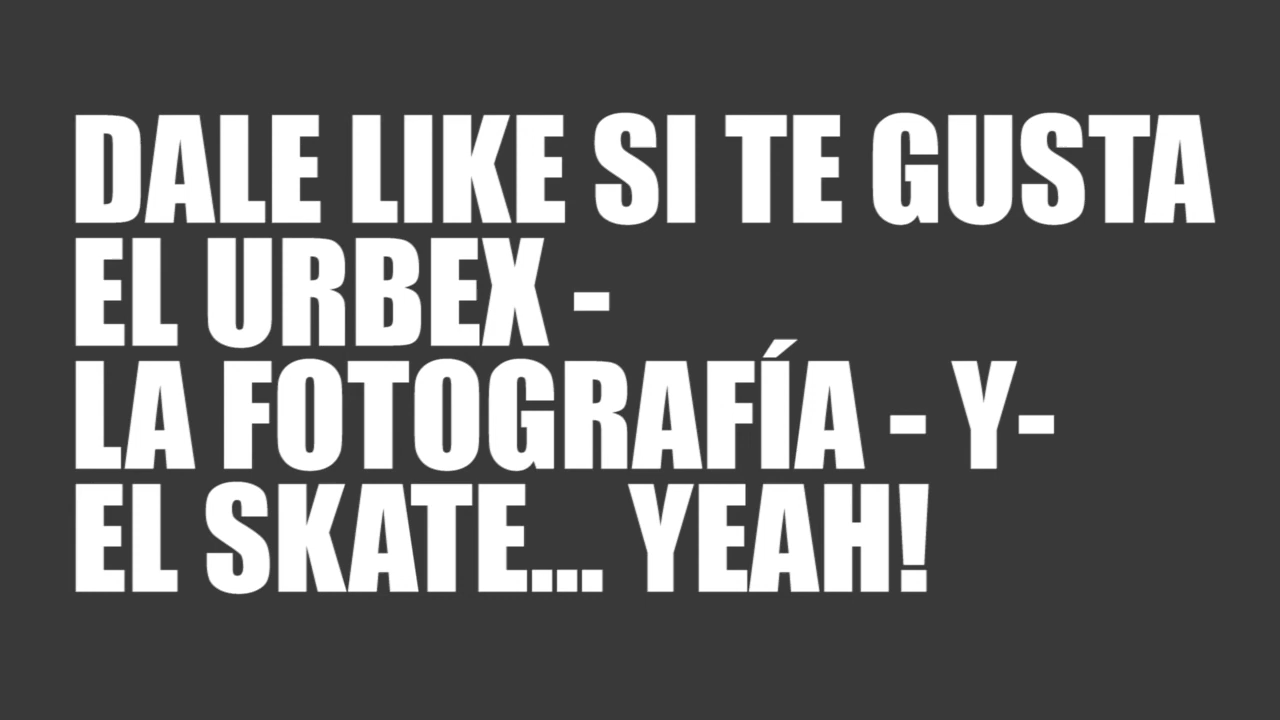 DALE LIKE SI TE GUSTA
EL URBEX -
LA FOTOGRAFÍA - Y-
EL SKATE... YEAH!